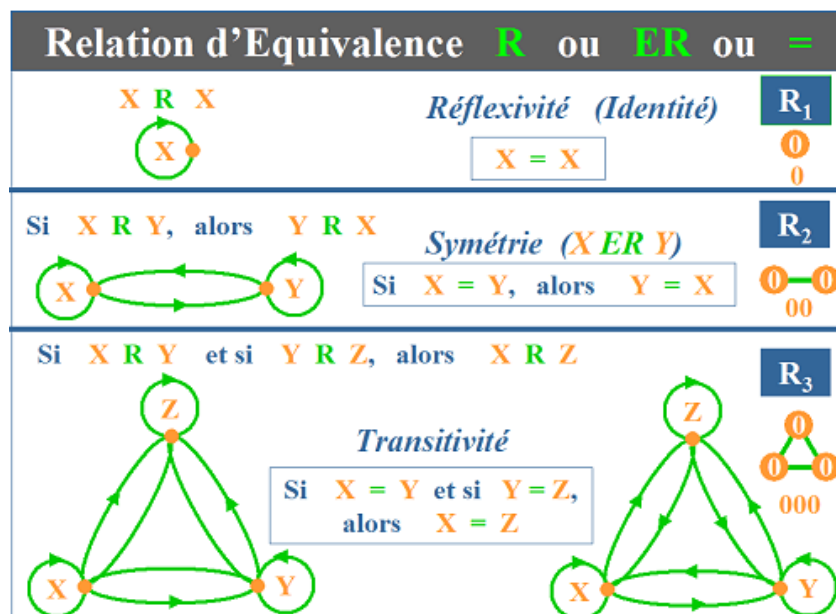 Relation d'Equivalence R ou ER ou =
X R X
X
Réflexivité (Identité)
X = X
R1
0
0
Si X R Y, alors Y R X
X
Y
Symétrie (X ER Y)
Si X = Y, alors Y = X
R2
0 0
00
Si X R Y et si Y R Z, alors X R Z
Z
X
Y
Transitivité
Si X = Y et si Y = Z,
alors X = Z
Z
X
Y
R3
0
0 0
000